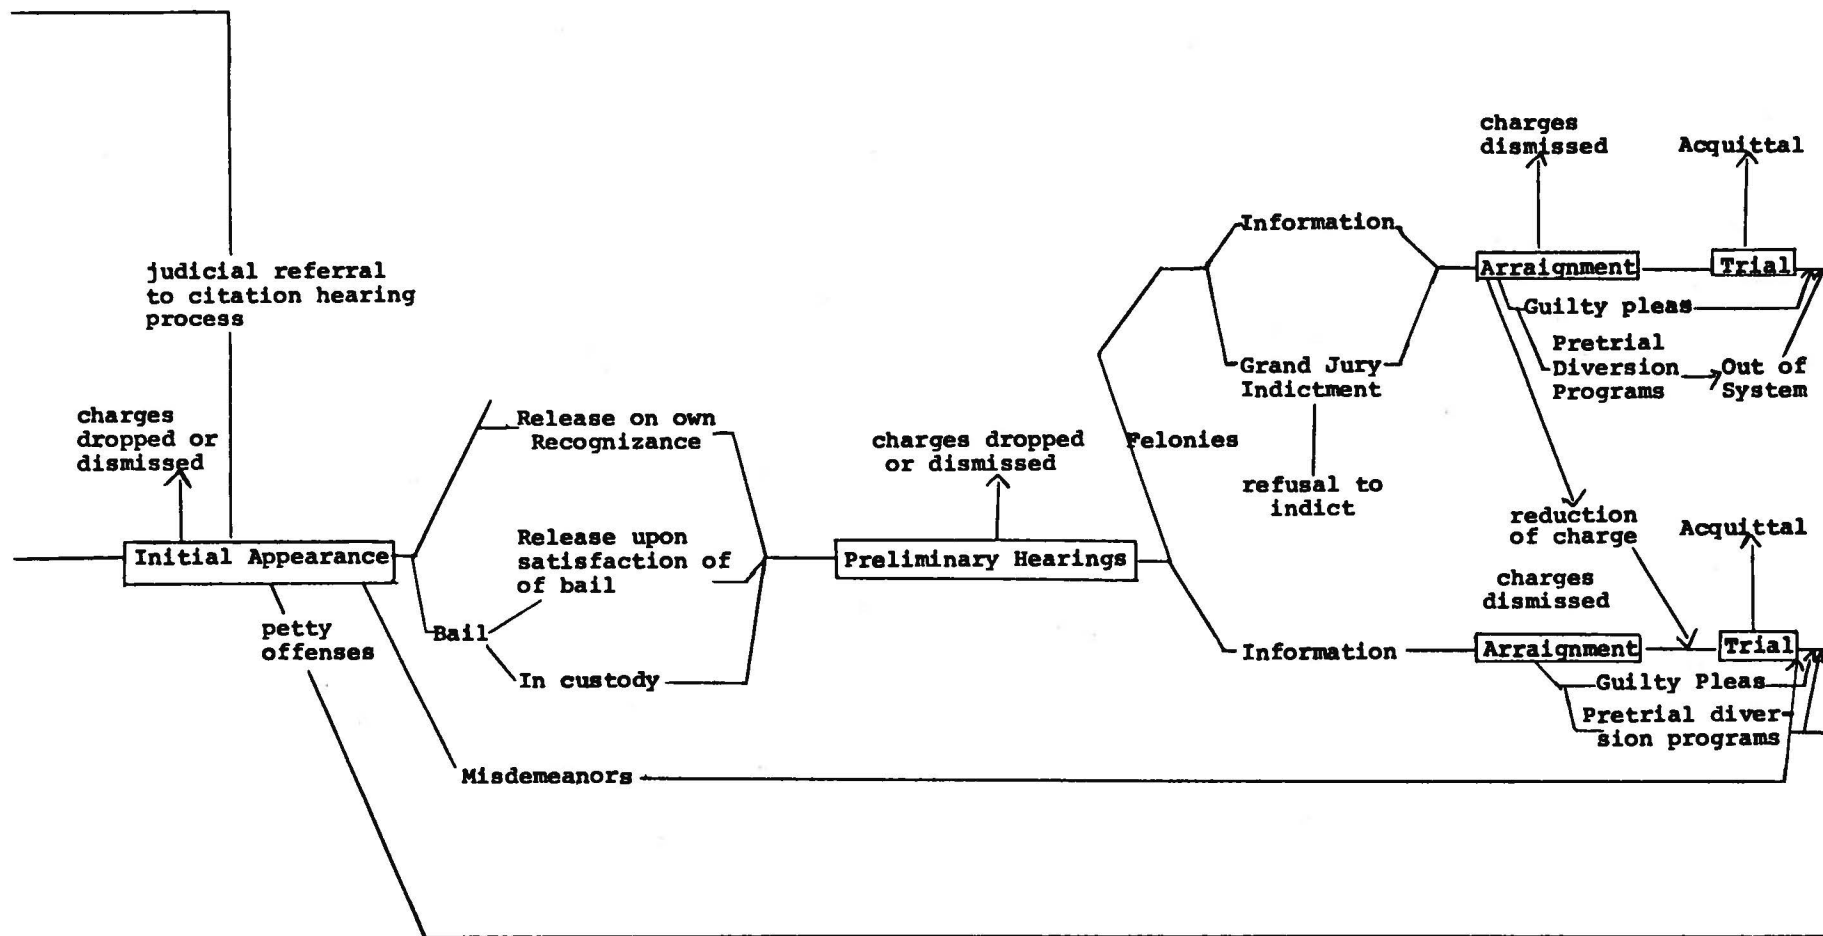 judicial referral
to citation hearing
process
charges
dropped or
dismissed
Initial Appearance
petty
offenses
Release on own
Recognizance
Release upon
satisfaction of
of bail
Bail
In custody
Misdemeanors
charges dropped
or dismissed
Preliminary Hearings
Felonies
Information
Grand Jury
Indictment
refusal to
indict
charges
dismissed
Acquittal
Arraignment
Trial
Guilty pleas
Pretrial
Diversion
Programs
Out of
System
reduction
of charge
Acquittal
charges
dismissed
Information
Arraignment
Trial
Guilty Pleas
Pretrial diver-
sion programs